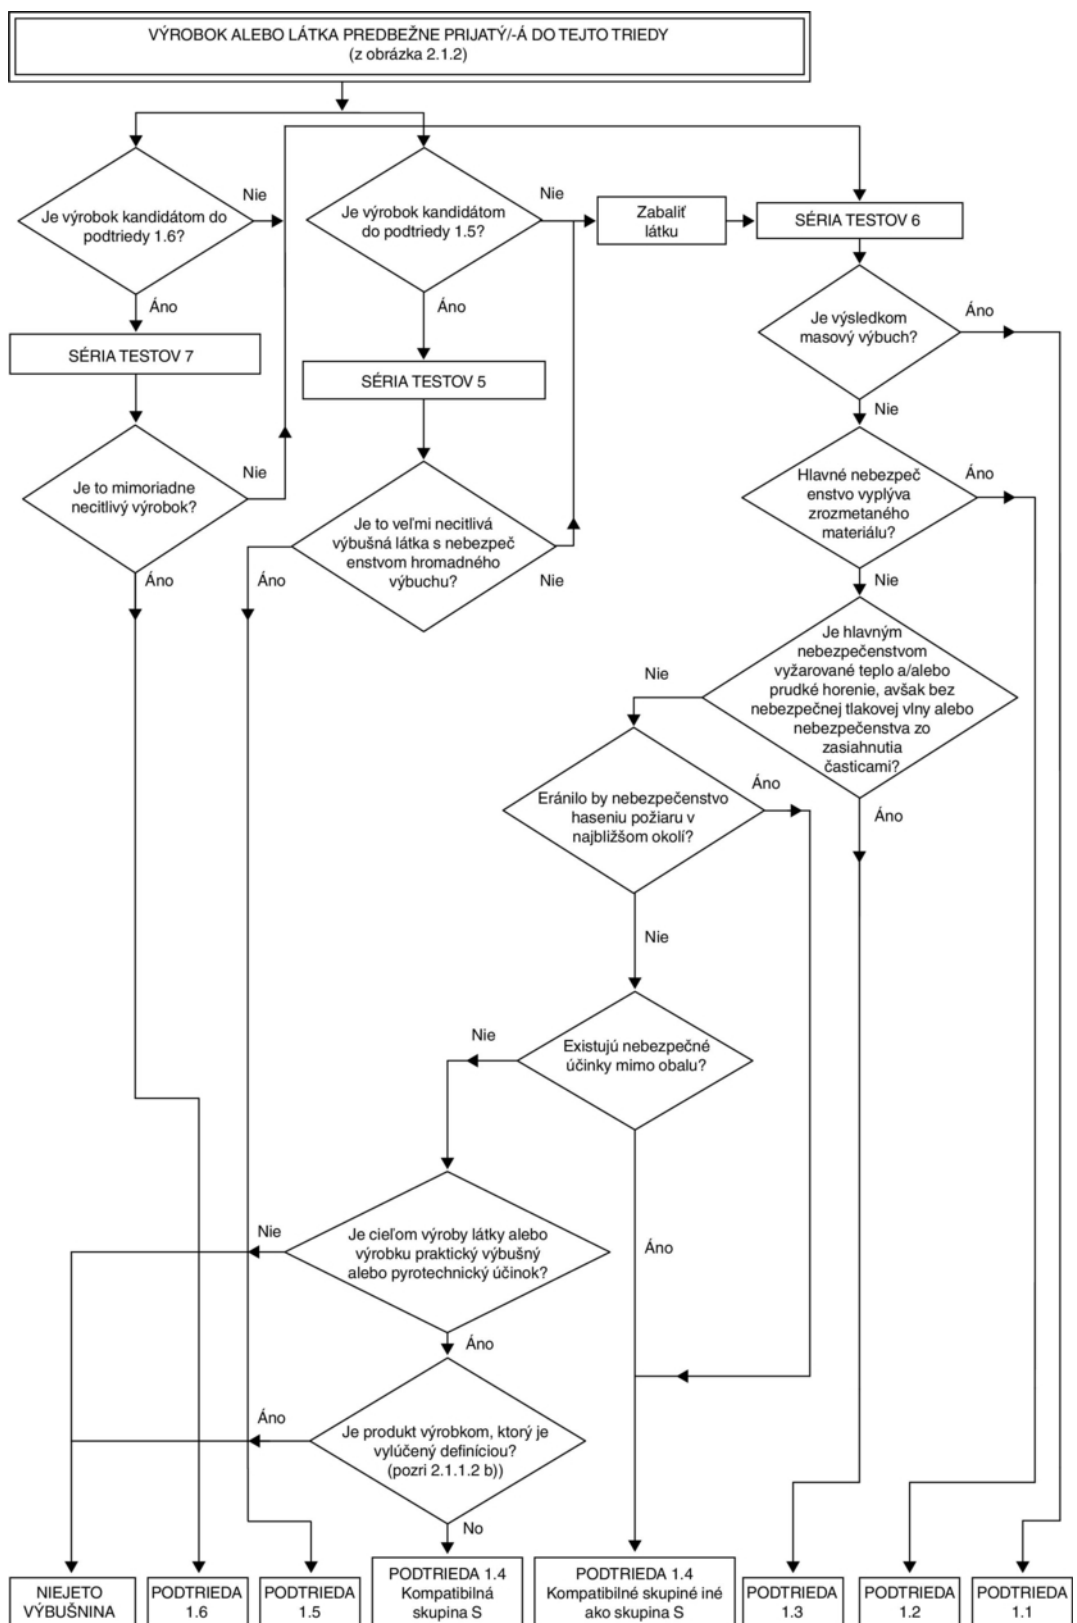 VÝROBOK ALEBO LÁTKA PREDBEŽNE PRIJATÝ/-Á DO TEJTO TRIEDY
(z obrázka 2.1.2)
Je výrobok kandidátom do
podtriedy 1.6?
Nie
Áno
Je výrobok kandidátom
do podtriedy 1.5?
Nie
Áno
Zabaliť
látku
SÉRIA TESTOV 6
SÉRIA TESTOV 7
SÉRIA TESTOV 5
Je výsledkom
masový výbuch?
Áno
Nie
Je to mimoriadne
necitlivý výrobok?
Nie
Áno
Je to veľmi necitlivá
výbušná látka s nebezpeč
enstvom hromadného
výbuchu?
Áno
Nie
Hlavné nebezpeč
enstvo vyplýva
zrozmetaného
materiálu?
Áno
Nie
Je hlavným
nebezpečenstvom
vyžarované teplo a/alebo
prudké horenie, avšak bez
nebezpečnej tlakovej vlny alebo
nebezpečenstva zo
zasiahnutia
časticami?
Nie
Áno
Eránilo by nebezpečenstvo
haseniu požiaru v
najbližšom okolí?
Áno
Nie
Existujú nebezpečné
účinky mimo obalu?
Nie
Áno
Je cieľom výroby látky alebo
výrobku praktický výbušný
alebo pyrotechnický účinok?
Nie
Áno
Je produkt výrobkom, ktorý je
vylúčený definíciou?
(pozri 2.1.1.2 b))
Áno
No
NIEJETO
VÝBUŠNINA
PODTRIEDA
1.6
PODTRIEDA
1.5
PODTRIEDA 1.4
Kompatibilná
skupina S
PODTRIEDA 1.4
Kompatibilné skupiné iné
ako skupina S
PODTRIEDA
1.3
PODTRIEDA
1.2
PODTRIEDA
1.1